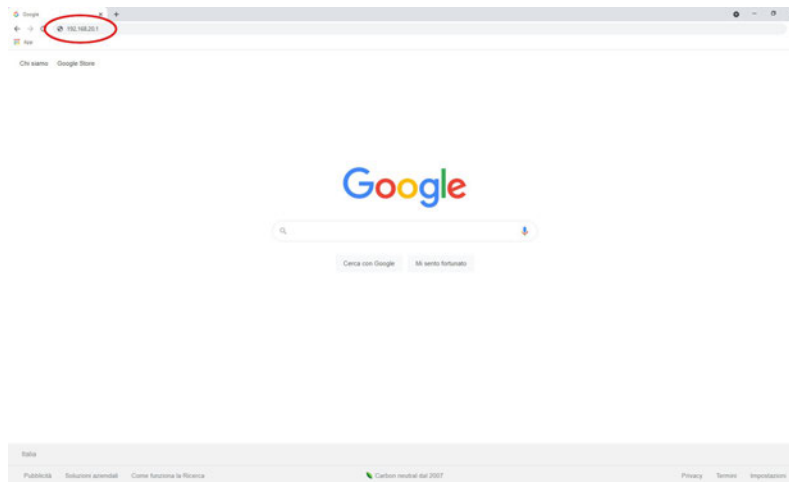 Google
192.168.20.1
App
Chi siamo Google Store
Google
Cerca con Google Mi sento fortunato
Italia
Pubblicità Soluzioni aziendali Come funziona la Ricerca Carbon neutral dal 2007 Privacy Termini Impostazioni